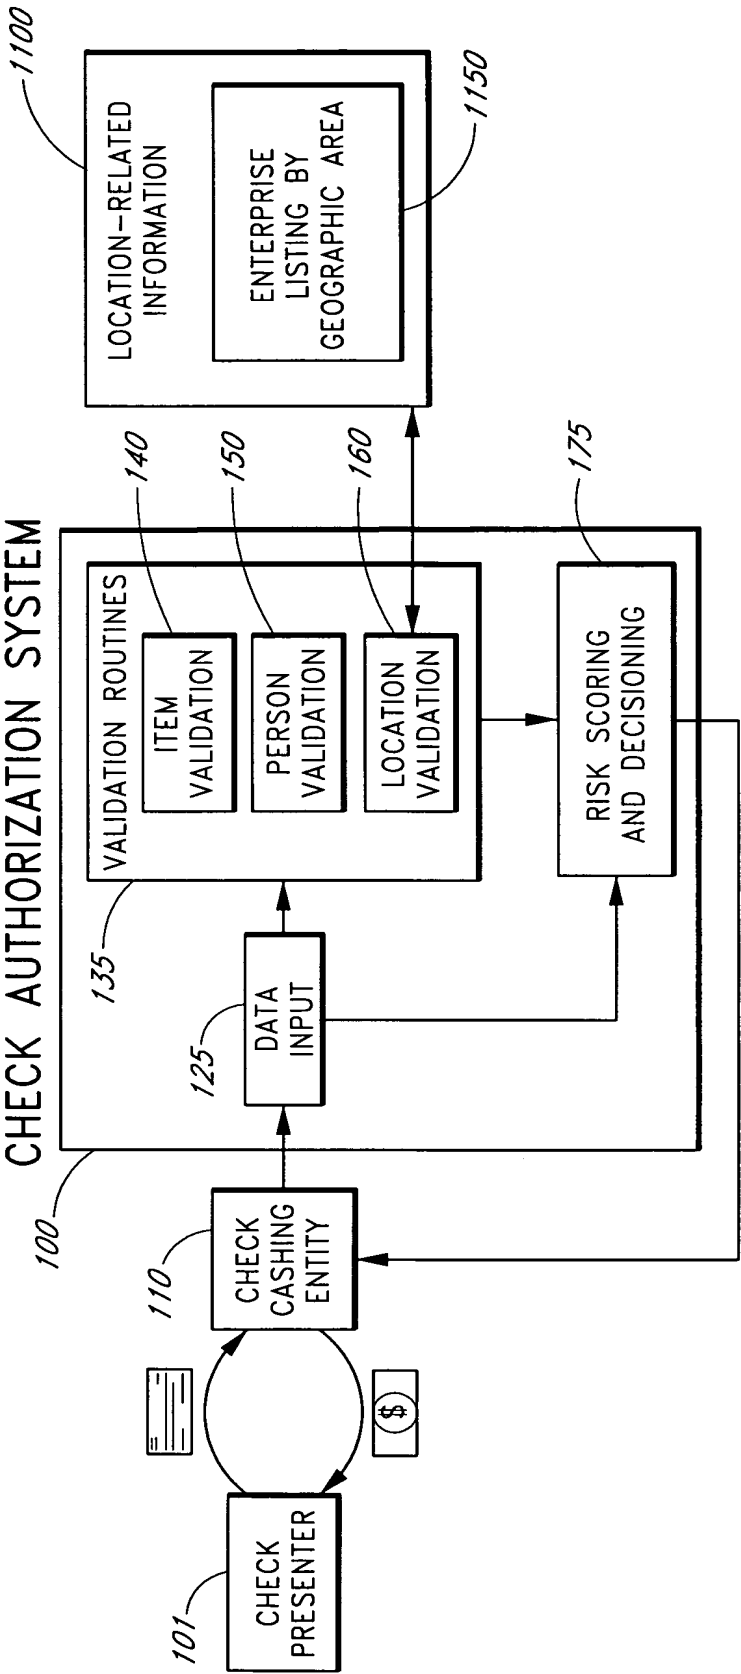 CHECK AUTHORIZATION SYSTEM
101
CHECK
PRESENTER
$
110
CHECK
CASHING
ENTITY
100
125
DATA
INPUT
135
VALIDATION ROUTINES
140
ITEM
VALIDATION
150
PERSON
VALIDATION
160
LOCATION
VALIDATION
175
RISK SCORING
AND DECISIONING
1100
LOCATION-RELATED
INFORMATION
1150
ENTERPRISE
LISTING BY
GEOGRAPHIC AREA